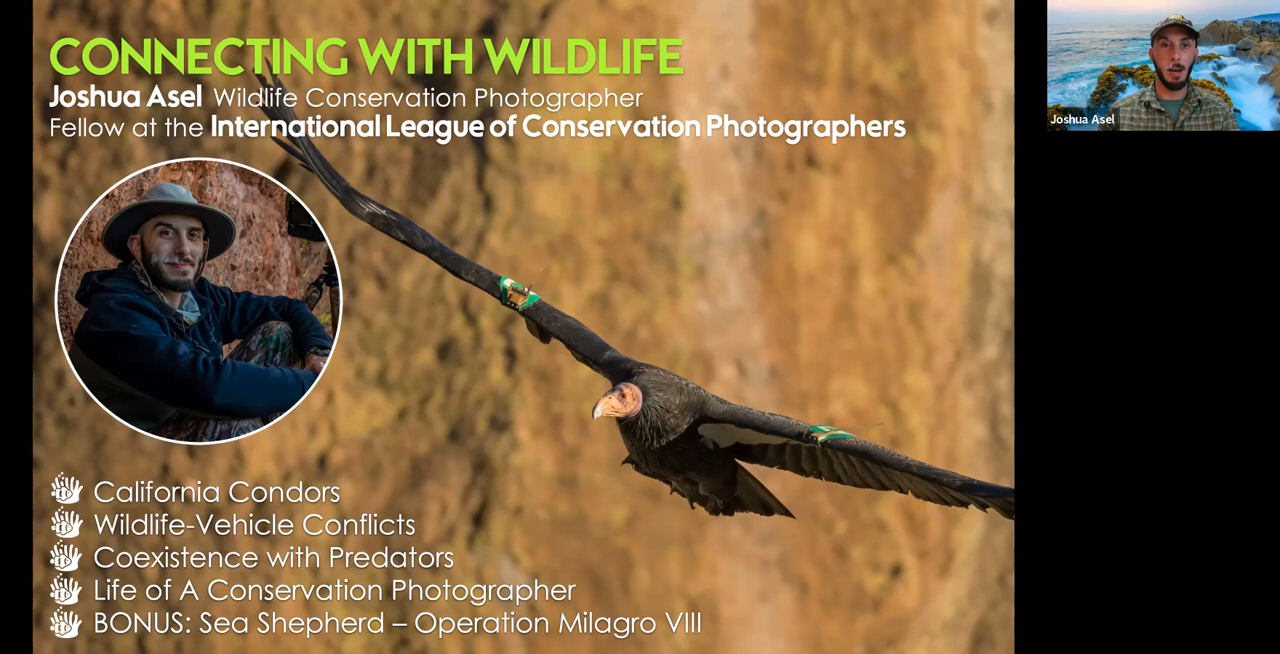 CONNECTING WITH WILDLIFE
Joshua Asel Wildlife Conservation Photographer
Fellow at the International League of Conservation Photographers
California Condors
Wildlife-Vehicle Conflicts
Coexistence with Predators
Life of A Conservation Photographer
BONUS: Sea Shepherd – Operation Milagro VIII
Joshua Asel